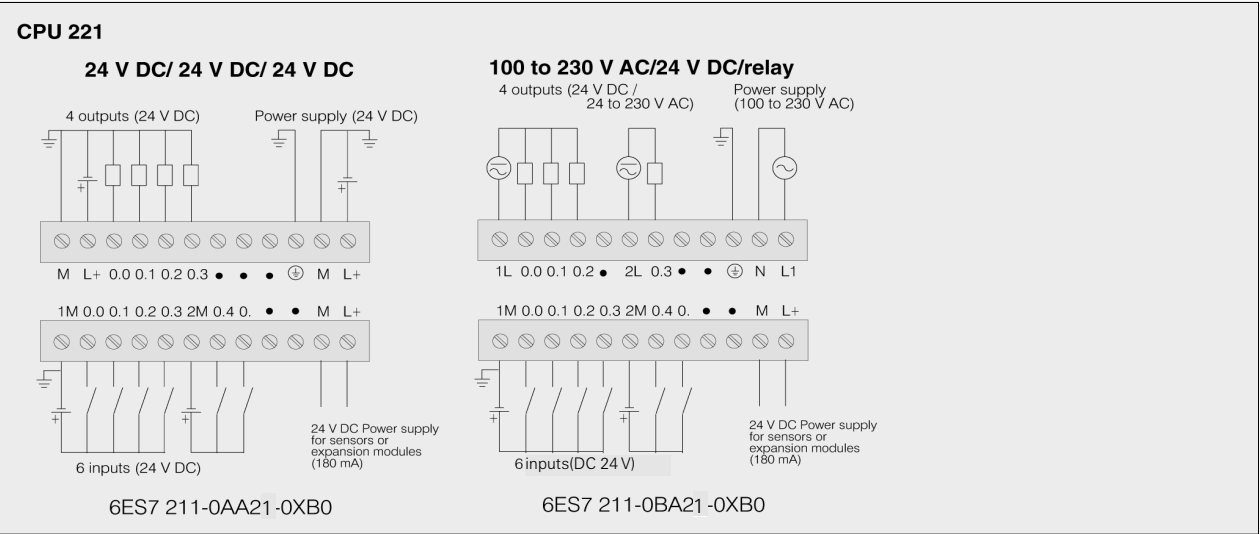 CPU 221
24 V DC/ 24 V DC/ 24 V DC
4 outputs (24 V DC)
Power supply (24 V DC)
+
+
M L+ 0.0 0.1 0.2 0.3 ● ● ● M L+
1M 0.0 0.1 0.2 0.3 2M 0.4 0. ● ● M L+
+
+
24 V DC Power supply
for sensors or
expansion modules
(180 mA)
6 inputs (24 V DC)
6ES7 211-0AA21-0XB0
100 to 230 V AC/24 V DC/relay
4 outputs (24 V DC /
24 to 230 V AC)
Power supply
(100 to 230 V AC)
1L 0.0 0.1 0.2 ● 2L 0.3 ● ● N L1
1M 0.0 0.1 0.2 0.3 2M 0.4 0. ● ● M L+
+
+
24 V DC Power supply
for sensors or
expansion modules
(180 mA)
6 inputs(DC 24 V)
6ES7 211-0BA21-0XB0